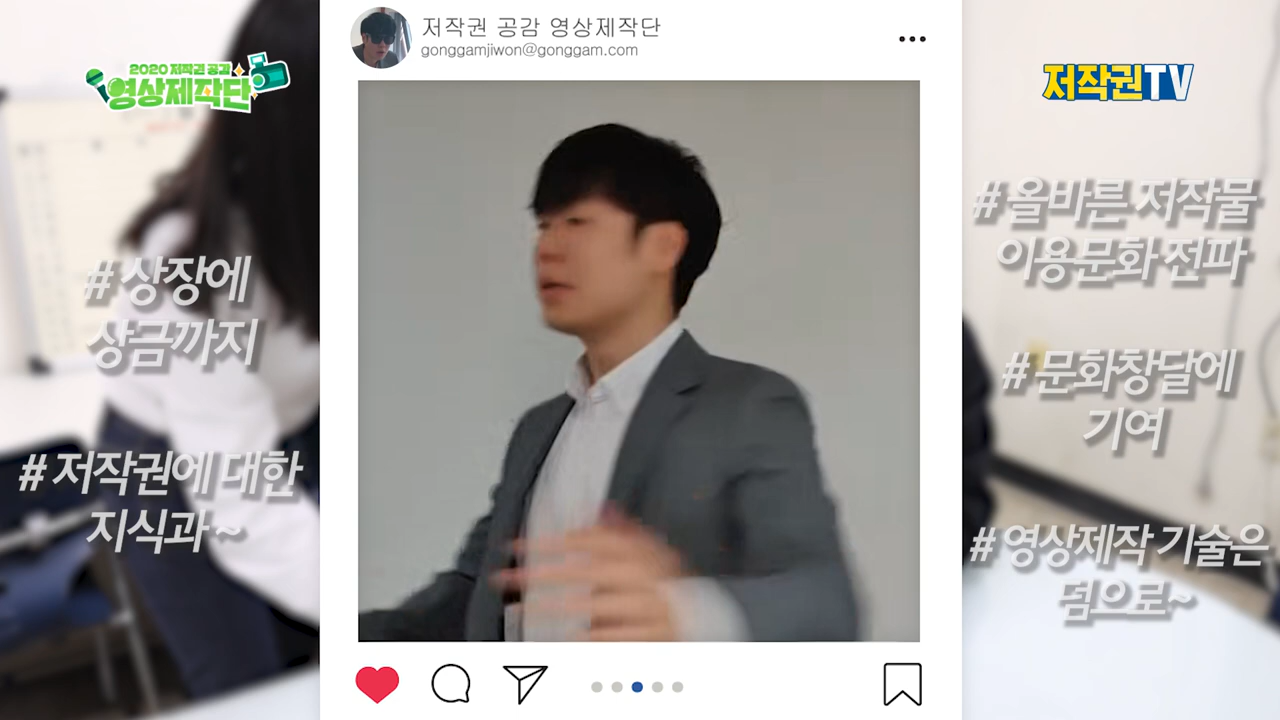 저작권 공감 영상제작단
gonggamjiwon@gonggam.com
2020 저작권 공감
영상제작단
저작권TV
# 상장에
상금까지
# 저작권에 대한
지식과~
# 올바른 저작물
이용문화 전파
# 문화창달에
기여
# 영상제작 기술은
덤으로~